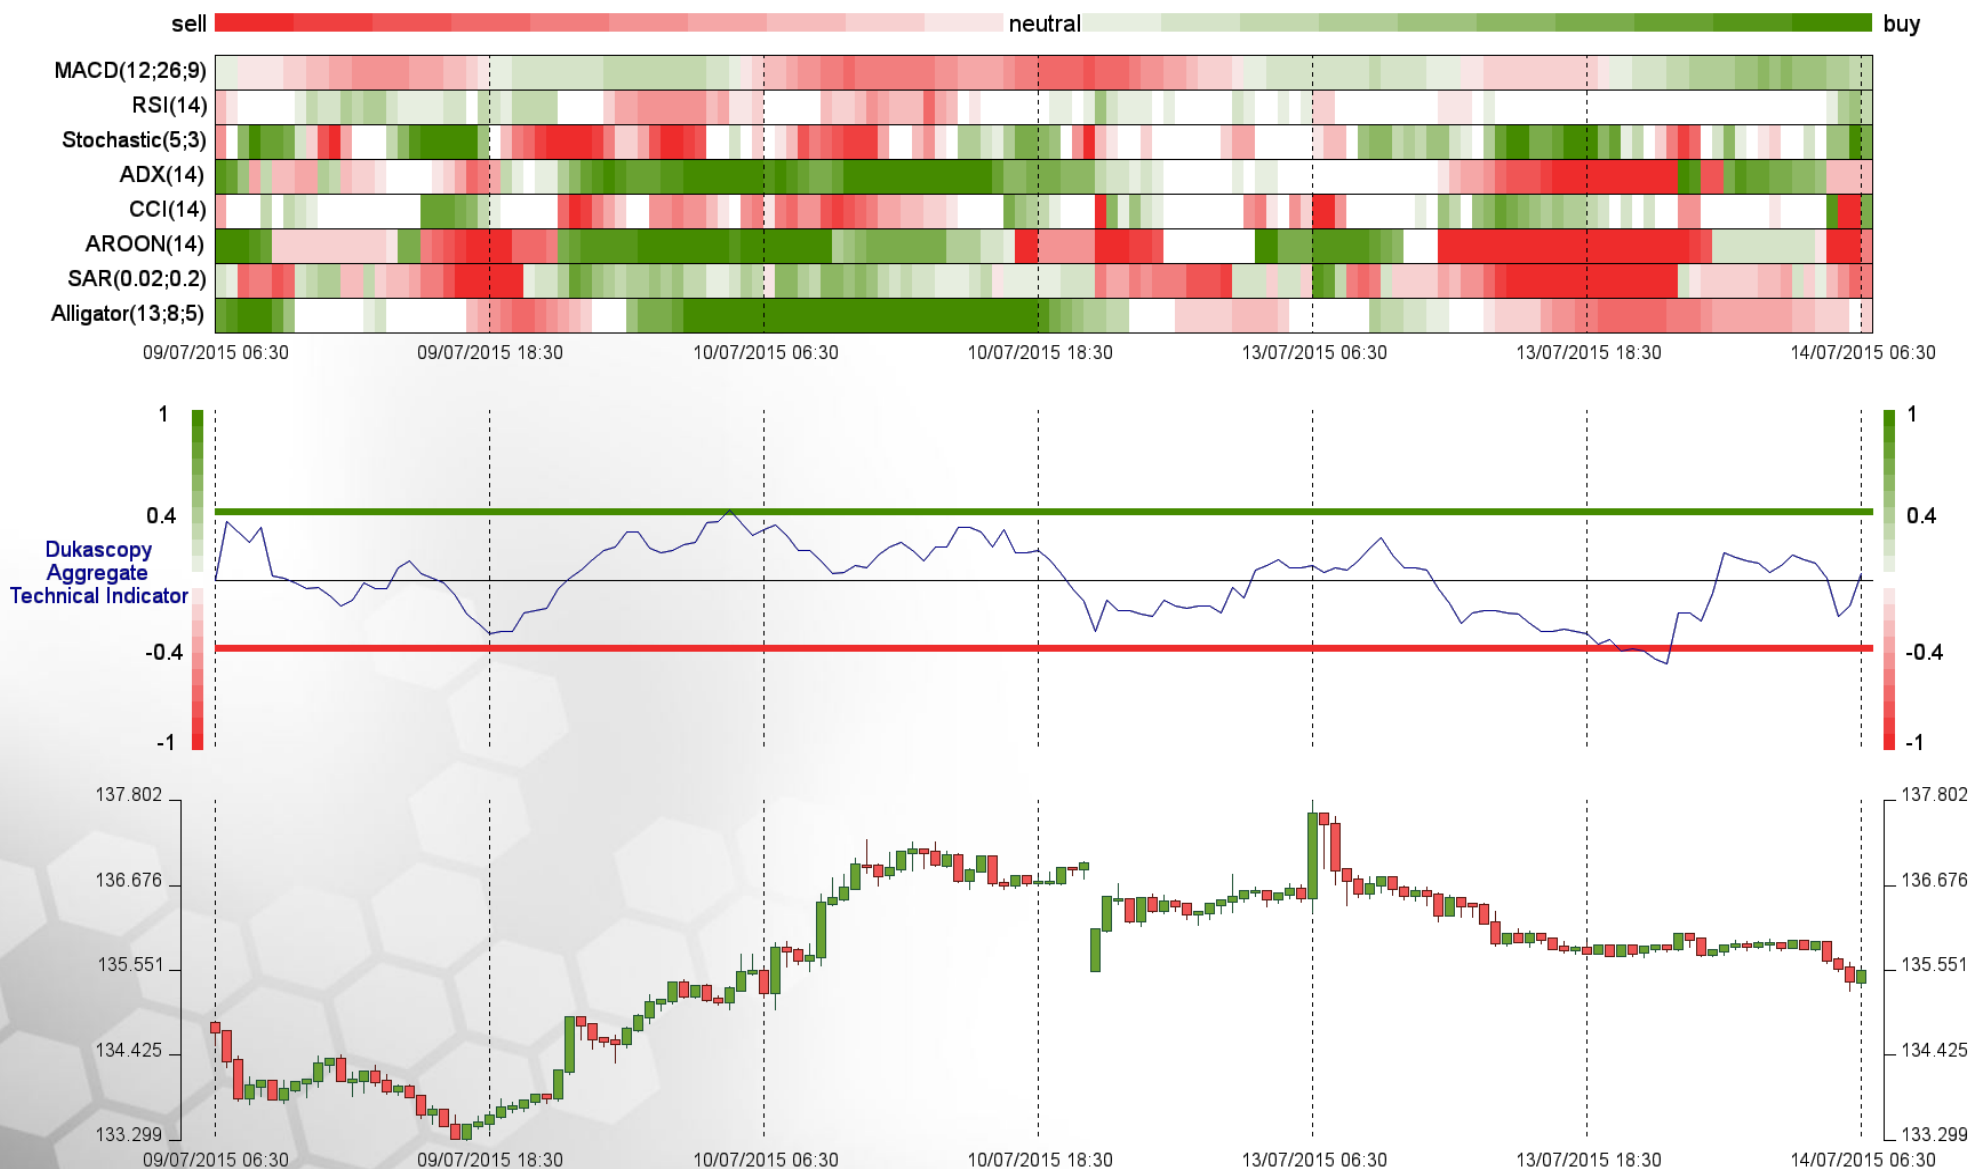 sell neutral buy
MACD(12;26;9)
RSI(14)
Stochastic(5;3)
ADX(14)
CCI(14)
AROON(14)
SAR(0.02;0.2)
Alligator(13;8;5)
09/07/2015 06:30 09/07/2015 18:30 10/07/2015 06:30 10/07/2015 18:30 13/07/2015 06:30 13/07/2015 18:30 14/07/2015 06:30
1 1
0.4 0.4
Dukascopy
Aggregate
Technical Indicator
-0.4 -0.4
-1 -1
137.802 137.802
136.676 136.676
135.551 135.551
134.425 134.425
133.299 133.299
09/07/2015 06:30 09/07/2015 18:30 10/07/2015 06:30 10/07/2015 18:30 13/07/2015 06:30 13/07/2015 18:30 14/07/2015 06:30